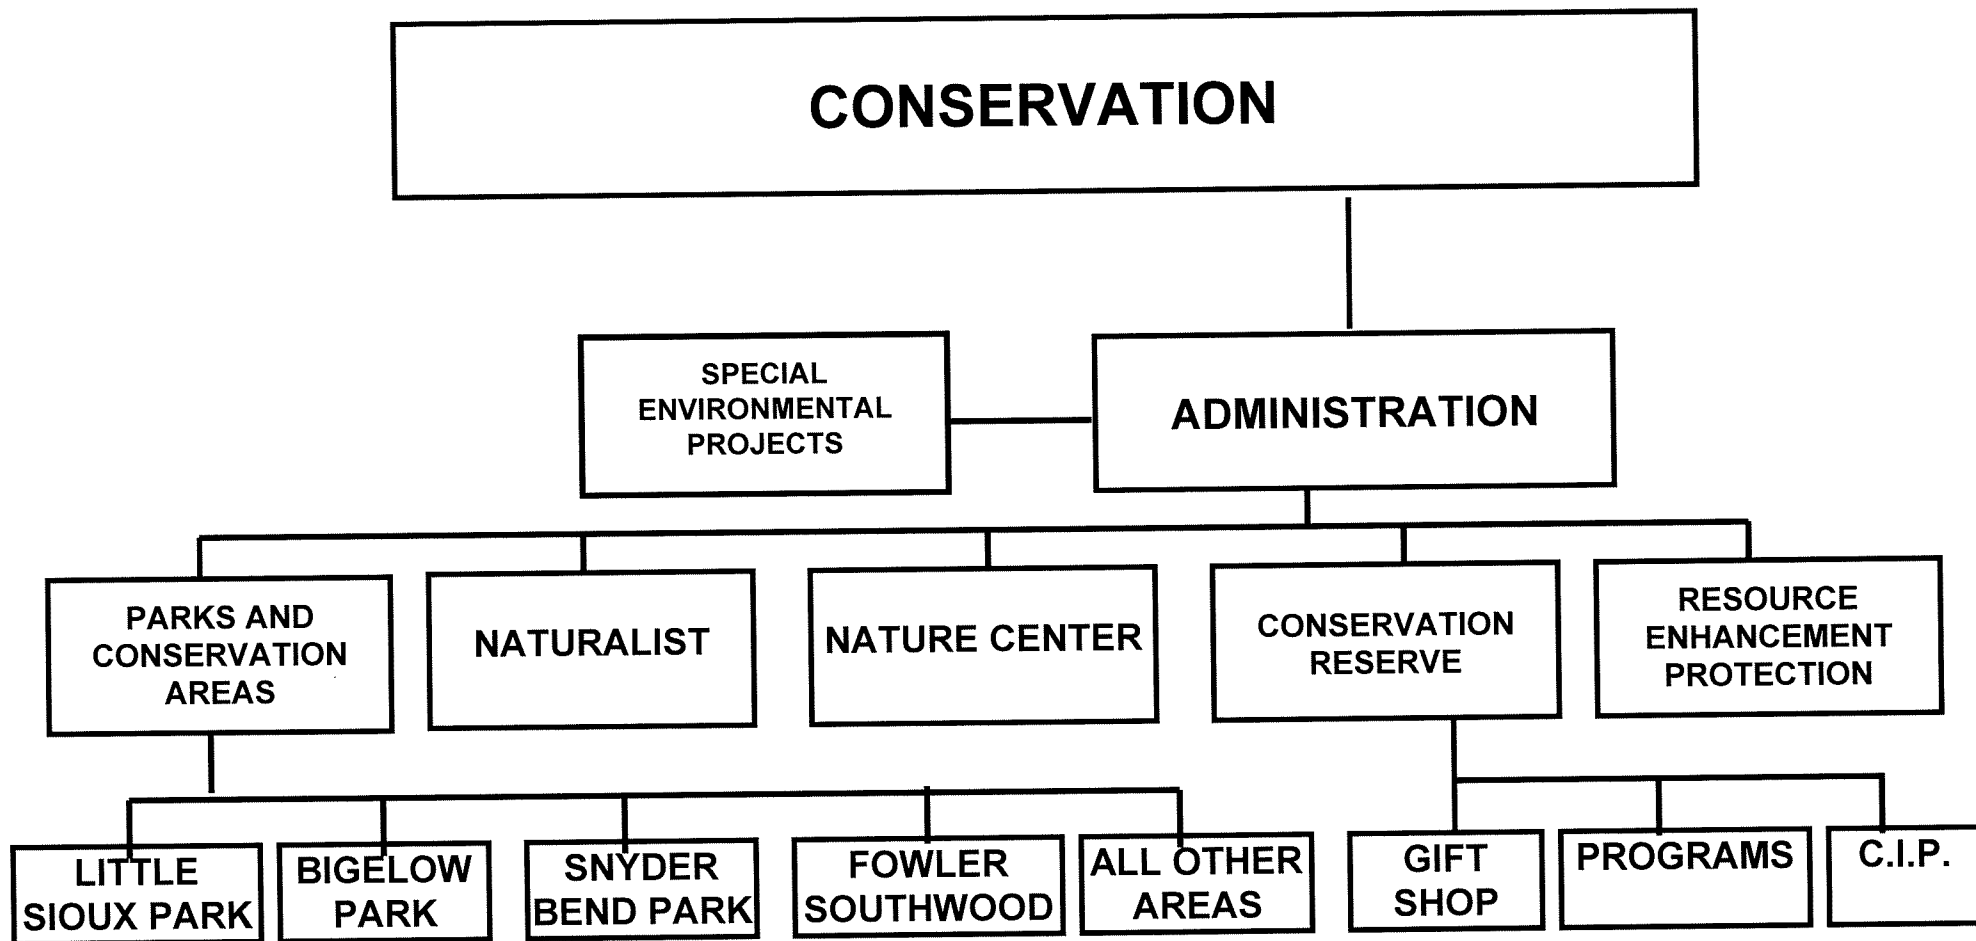 CONSERVATION
SPECIAL
ENVIRONMENTAL
PROJECTS
ADMINISTRATION
PARKS AND
CONSERVATION
AREAS
NATURALIST
NATURE CENTER
CONSERVATION
RESERVE
RESOURCE
ENHANCEMENT
PROTECTION
LITTLE
SIOUX PARK
BIGELOW
PARK
SNYDER
BEND PARK
FOWLER
SOUTHWOOD
ALL OTHER
AREAS
GIFT
SHOP
PROGRAMS
C.I.P.